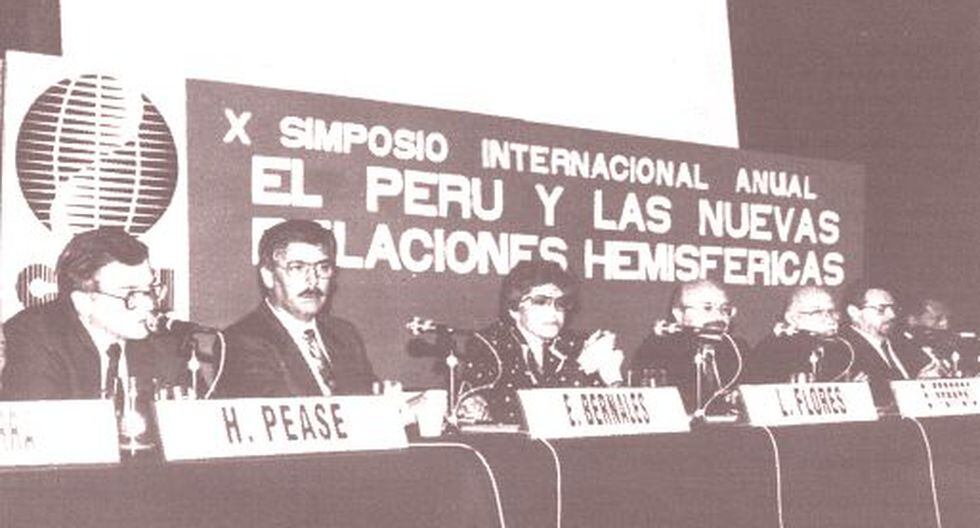 X SIMPOSIO INTERNACIONAL ANUAL
EL PERU Y LAS NUEVAS
RELACIONES HEMISFERICAS
H. PEASE
E. BERNALES
L. FLORES